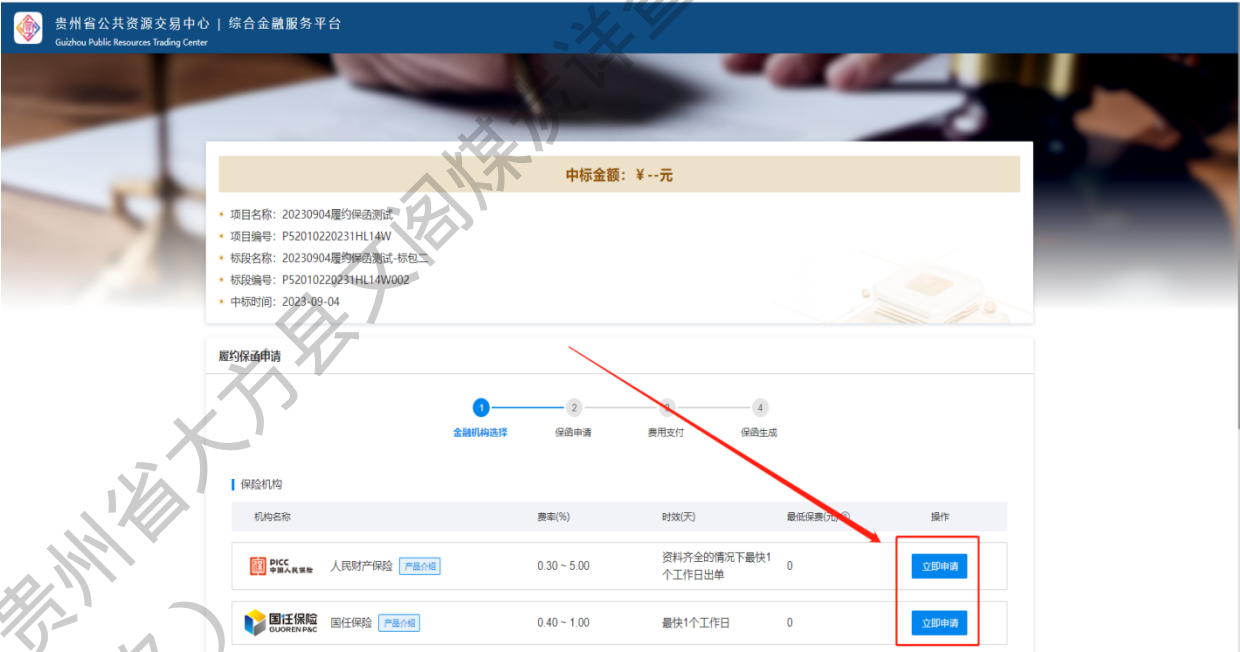 贵州省公共资源交易中心 | 综合金融服务平台
Guizhou Public Resources Trading Center
中标金额：￥--元
项目名称：20230904履约保函测试
项目编号：P52010220231HL14W
标段名称：20230904履约保函测试-标包二
标段编号：P52010220231HL14W002
中标时间：2023-09-04
履约保函申请
1 2 3 4
金融机构选择 保函申请 费用支付 保函生成
保险机构
机构名称 费率(%) 时效(天) 最低保费(元) 操作
PICC 中国人民保险 人民财产保险 产品介绍 0.30 ~ 5.00 资料齐全的情况下最快1
个工作日出单 0 立即申请
国任保险 GUOREN P&C 国任保险 产品介绍 0.40 ~ 1.00 最快1个工作日 0 立即申请
贵州省大方县文阁煤炭详查